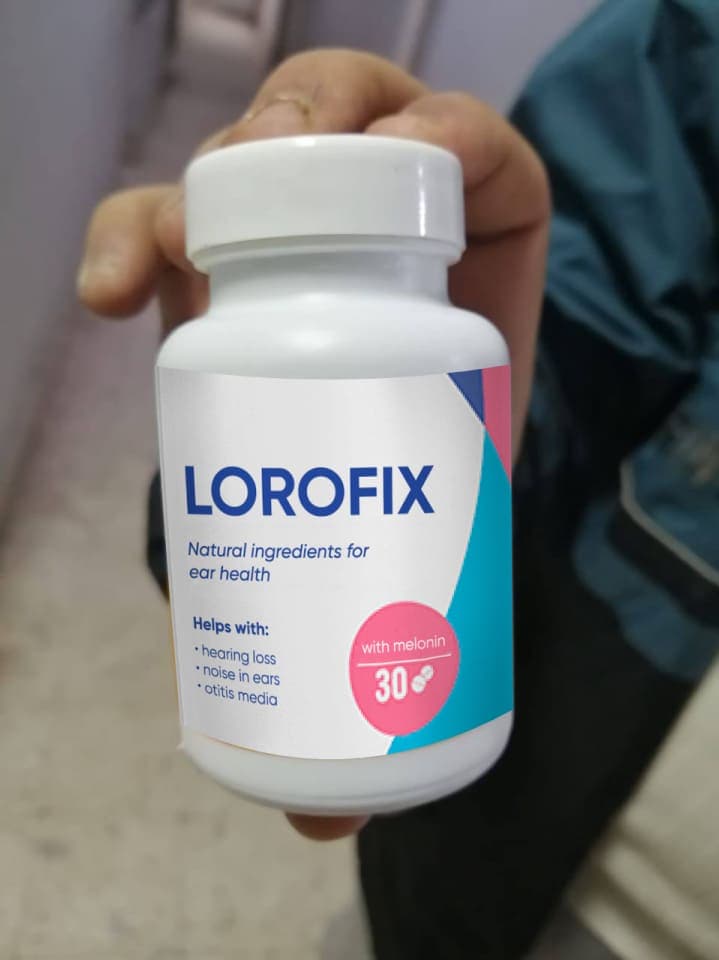 LOROFIX
Natural ingredients for
ear health
Helps with:
• hearing loss
• noise in ears
• otitis media
with melonin
30